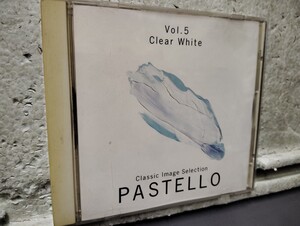 Vol.5
Clear White
Classic Image Selection
PASTELLO